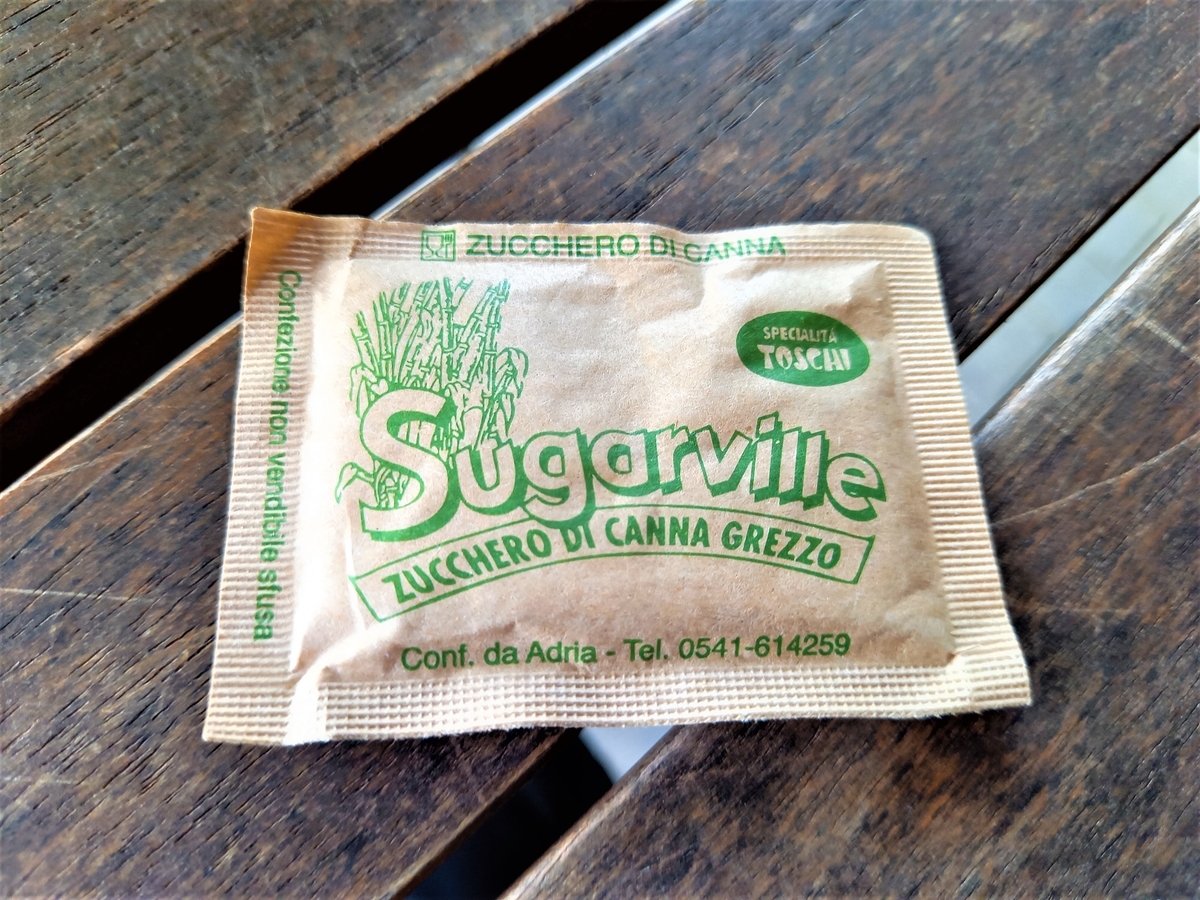 ZUCCHERO DI CANNA
Confezione non vendibile sfusa
SPECIALITÀ
TOSCHI
Sugarville
ZUCCHERO DI CANNA GREZZO
Conf. da Adria - Tel. 0541-614259